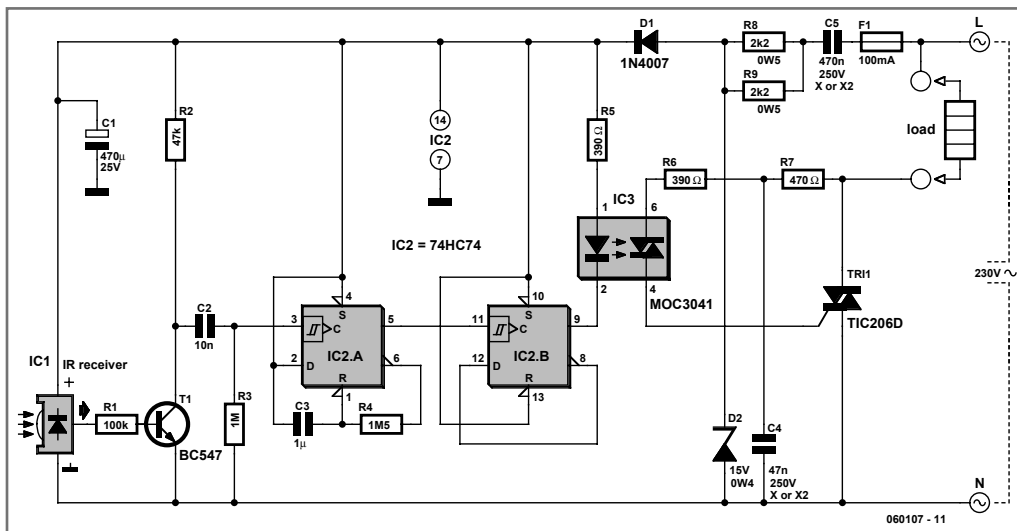 D1
1N4007
R8
2k2
0W5
R9
2k2
0W5
C5
470n
250V
X or X2
F1
100mA
L
load
R2
47k
C1
470µ
25V
14
IC2
7
R5
390 Ω
R6
390 Ω
R7
470 Ω
IC3
1
6
2
4
MOC3041
IC2 = 74HC74
TRI1
TIC206D
230V
C2
10n
3
C
4
S
5
2
D
IC2.A
6
R
1
11
C
10
S
9
12
D
IC2.B
8
R
13
IC1
IR receiver
+
R1
100k
T1
BC547
R3
1M
C3
1µ
R4
1M5
D2
15V
0W4
C4
47n
250V
X or X2
N
060107 - 11